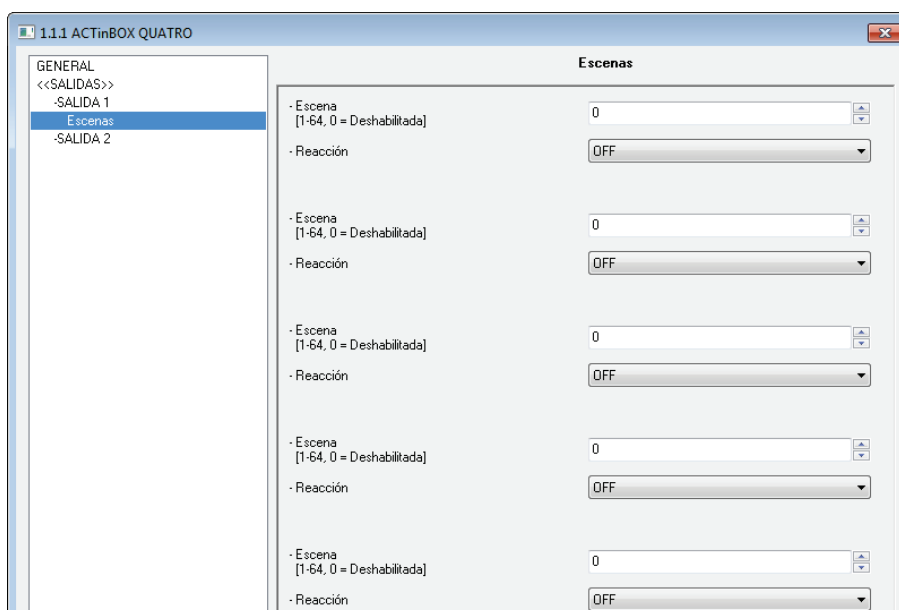 1.1.1 ACTinBOX QUATRO
GENERAL
<<SALIDAS>>
-SALIDA 1
Escenas
-SALIDA 2
Escenas
- Escena
[1-64, 0 = Deshabilitada]
0
- Reacción
OFF
- Escena
[1-64, 0 = Deshabilitada]
0
- Reacción
OFF
- Escena
[1-64, 0 = Deshabilitada]
0
- Reacción
OFF
- Escena
[1-64, 0 = Deshabilitada]
0
- Reacción
OFF
- Escena
[1-64, 0 = Deshabilitada]
0
- Reacción
OFF